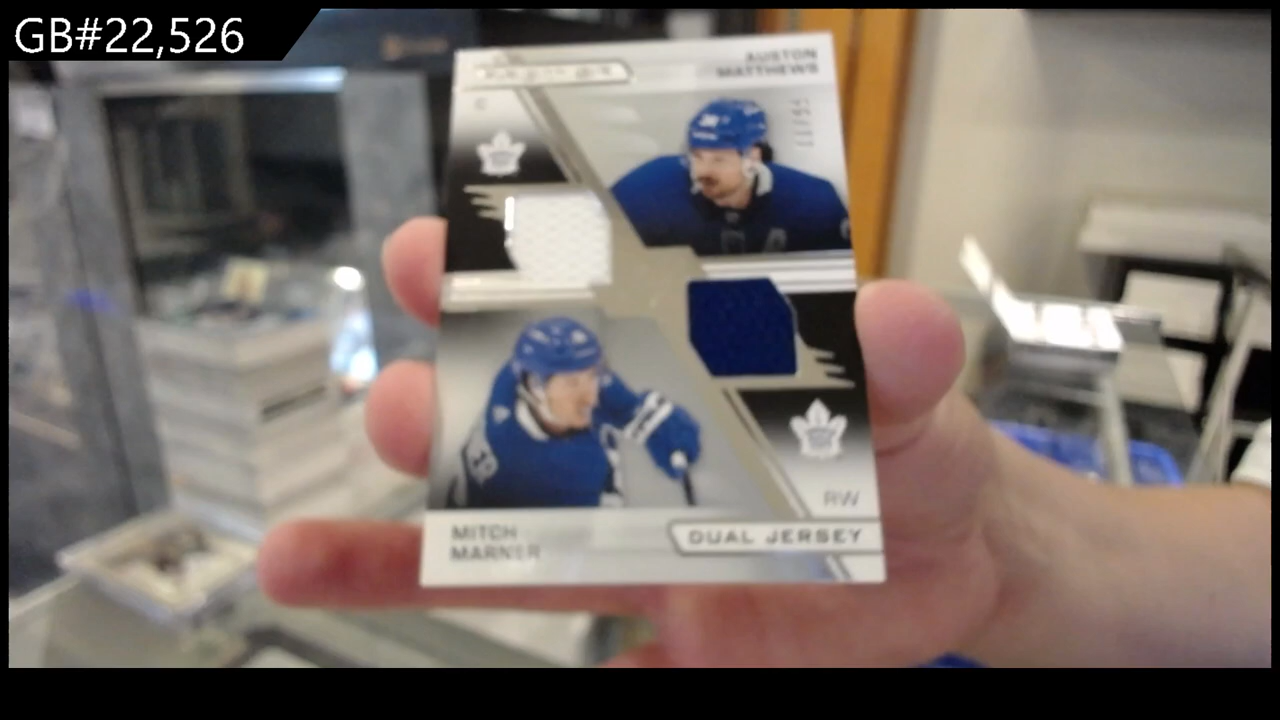 GB#22,526
AUSTON
MATTHEWS
C
RW
MITCH
MARNER
DUAL JERSEY